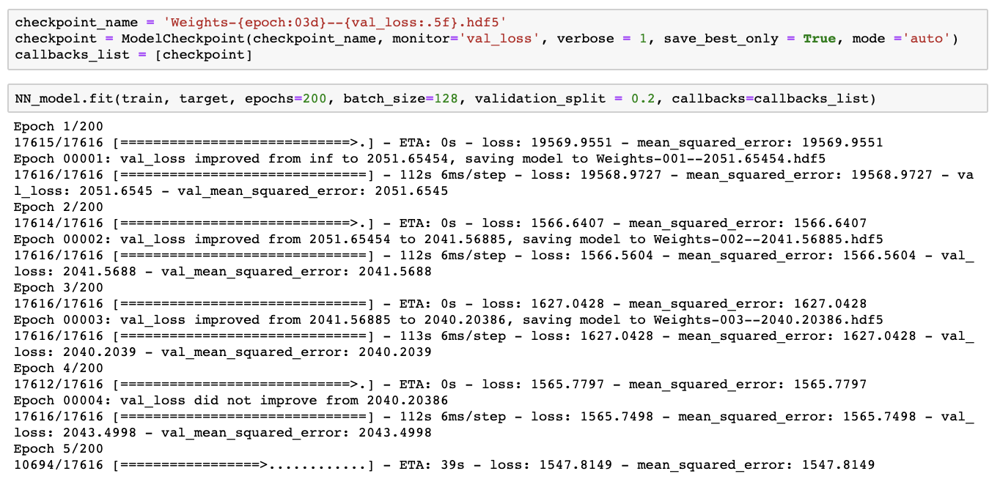 checkpoint_name = 'Weights-{epoch:03d}--{val_loss:.5f}.hdf5'
checkpoint = ModelCheckpoint(checkpoint_name, monitor='val_loss', verbose = 1, save_best_only = True, mode ='auto')
callbacks_list = [checkpoint]
NN_model.fit(train, target, epochs=200, batch_size=128, validation_split = 0.2, callbacks=callbacks_list)
Epoch 1/200
17615/17616 [============================>.] - ETA: 0s - loss: 19569.9551 - mean_squared_error: 19569.9551
Epoch 00001: val_loss improved from inf to 2051.65454, saving model to Weights-001--2051.65454.hdf5
17616/17616 [==============================] - 112s 6ms/step - loss: 19568.9727 - mean_squared_error: 19568.9727 - va
l_loss: 2051.6545 - val_mean_squared_error: 2051.6545
Epoch 2/200
17614/17616 [============================>.] - ETA: 0s - loss: 1566.6407 - mean_squared_error: 1566.6407
Epoch 00002: val_loss improved from 2051.65454 to 2041.56885, saving model to Weights-002--2041.56885.hdf5
17616/17616 [==============================] - 112s 6ms/step - loss: 1566.5604 - mean_squared_error: 1566.5604 - val_
loss: 2041.5688 - val_mean_squared_error: 2041.5688
Epoch 3/200
17616/17616 [==============================] - ETA: 0s - loss: 1627.0428 - mean_squared_error: 1627.0428
Epoch 00003: val_loss improved from 2041.56885 to 2040.20386, saving model to Weights-003--2040.20386.hdf5
17616/17616 [==============================] - 113s 6ms/step - loss: 1627.0428 - mean_squared_error: 1627.0428 - val_
loss: 2040.2039 - val_mean_squared_error: 2040.2039
Epoch 4/200
17612/17616 [============================>.] - ETA: 0s - loss: 1565.7797 - mean_squared_error: 1565.7797
Epoch 00004: val_loss did not improve from 2040.20386
17616/17616 [==============================] - 112s 6ms/step - loss: 1565.7498 - mean_squared_error: 1565.7498 - val_
loss: 2043.4998 - val_mean_squared_error: 2043.4998
Epoch 5/200
10694/17616 [=================>............] - ETA: 39s - loss: 1547.8149 - mean_squared_error: 1547.8149